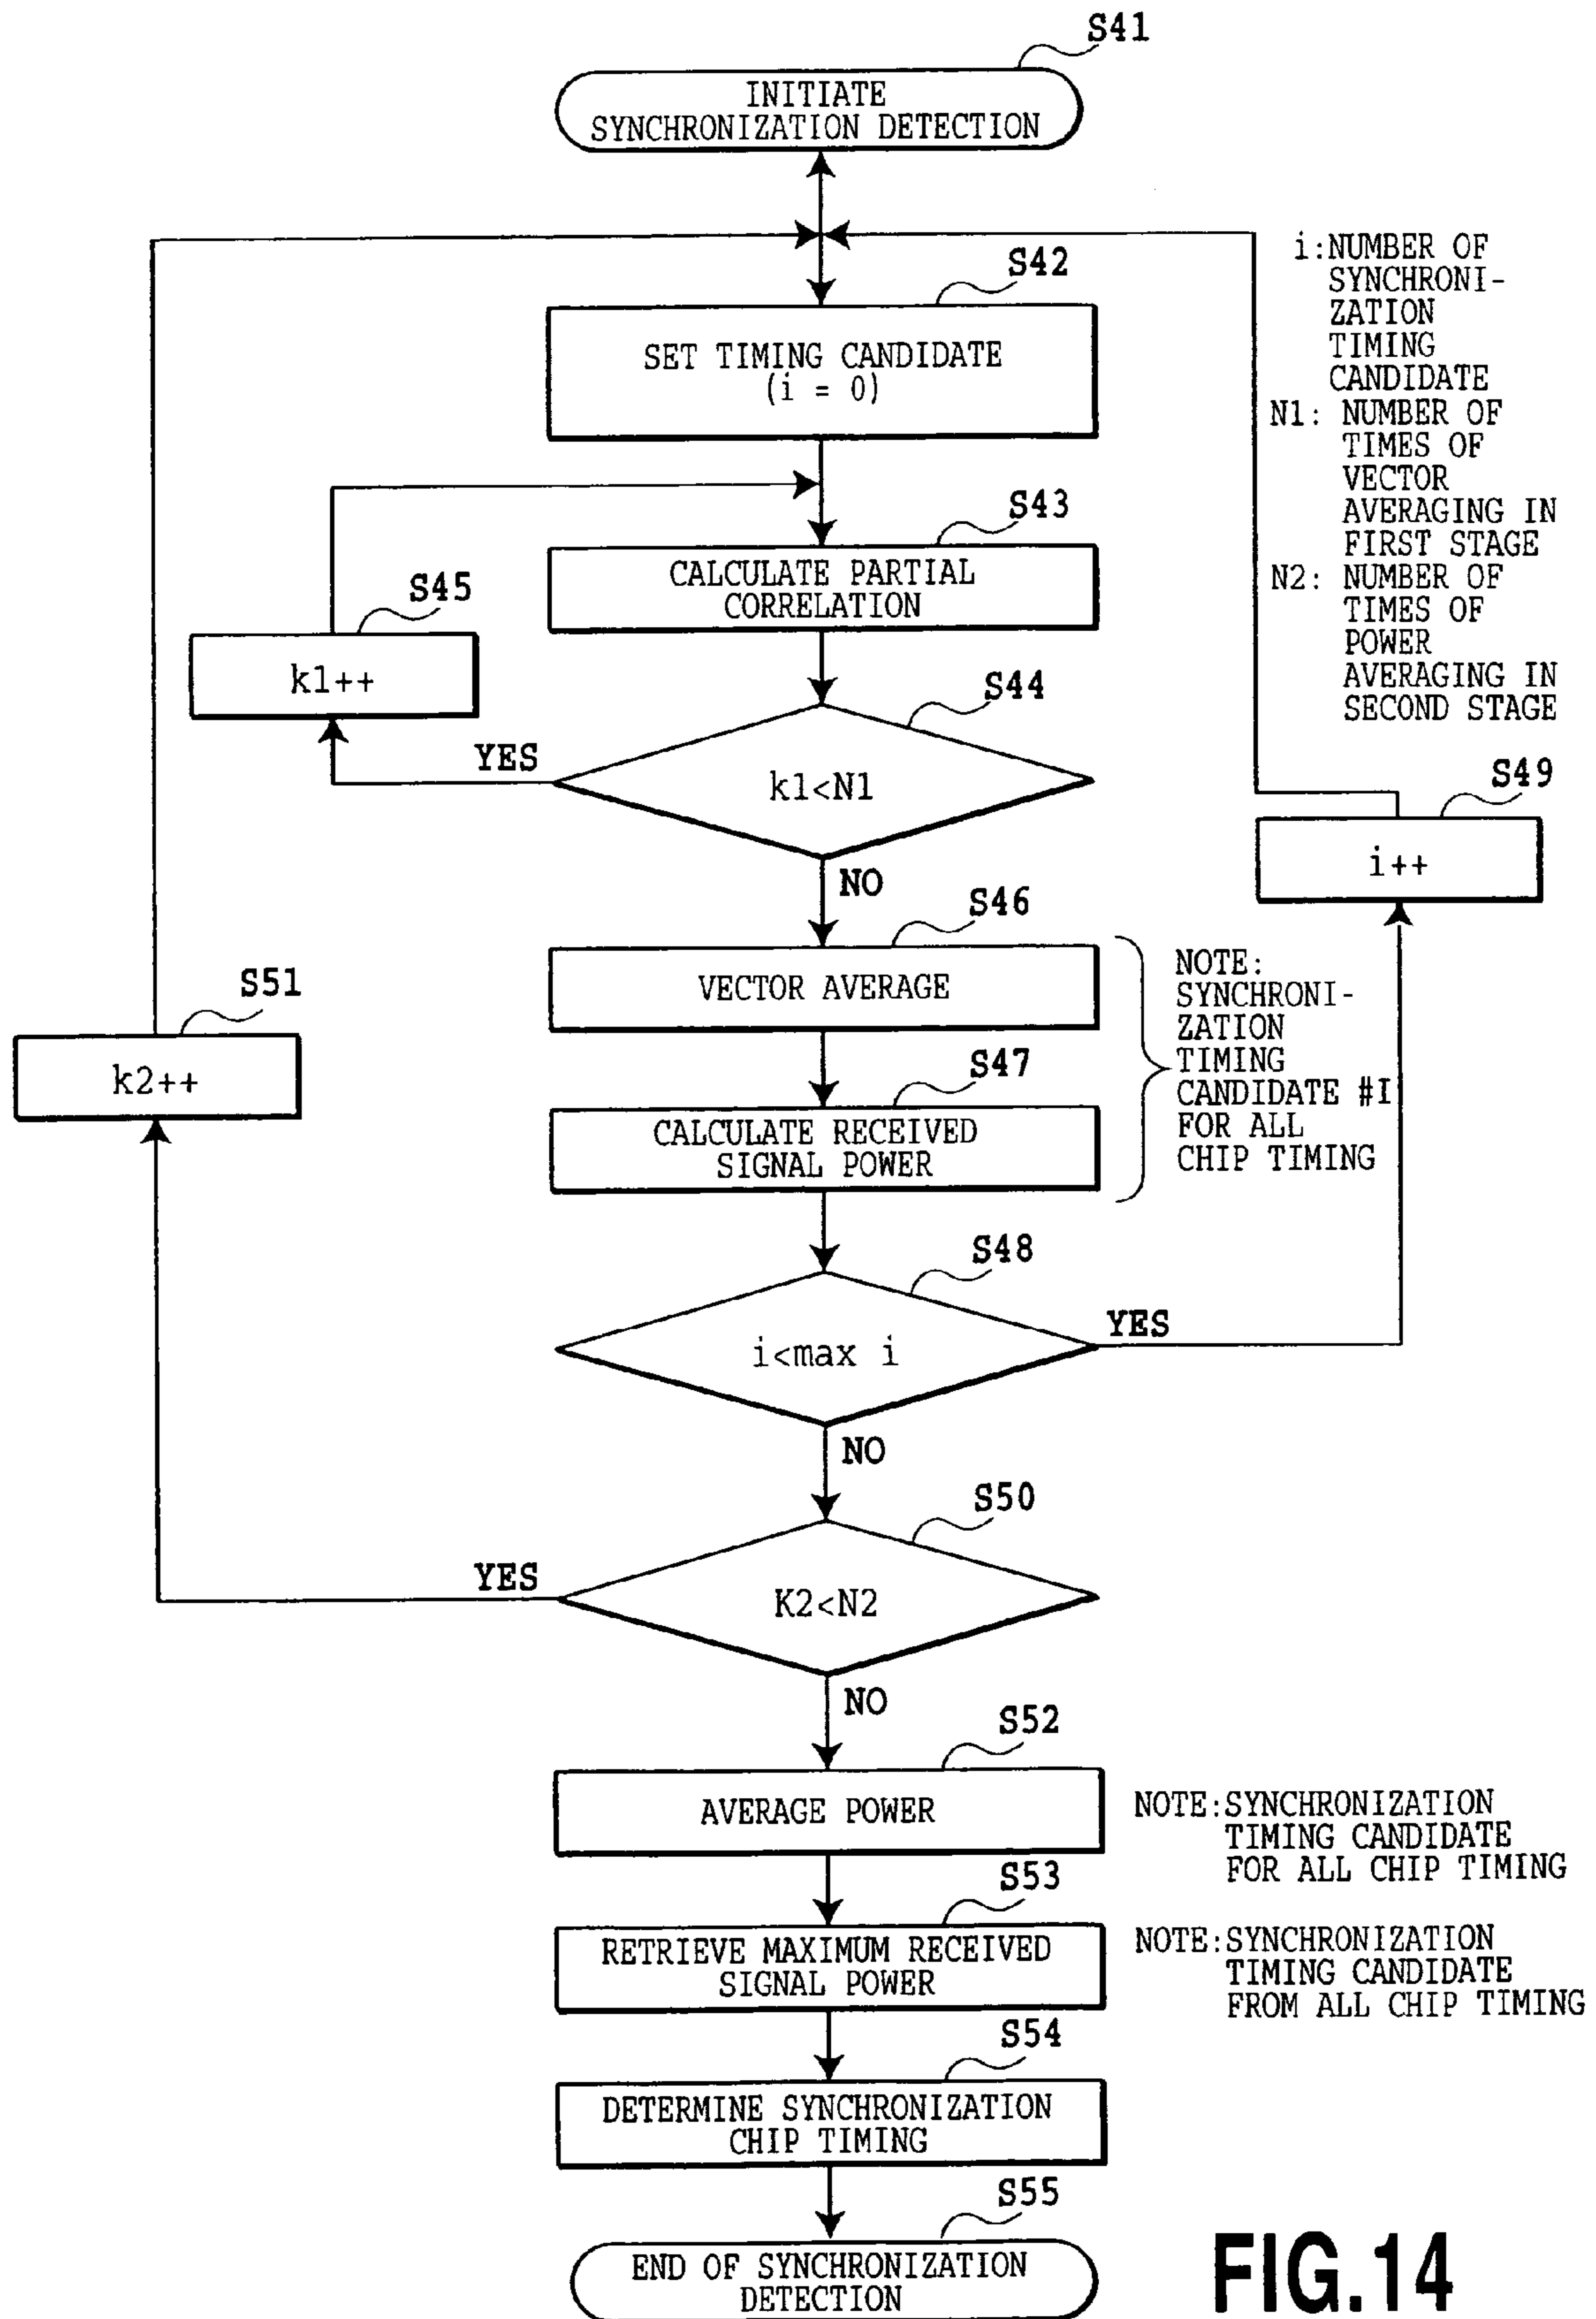 S41
INITIATE
SYNCHRONIZATION DETECTION
S42
SET TIMING CANDIDATE
(i = 0)
i:NUMBER OF
SYNCHRONI-
ZATION
TIMING
CANDIDATE
N1: NUMBER OF
TIMES OF
VECTOR
AVERAGING IN
FIRST STAGE
N2: NUMBER OF
TIMES OF
POWER
AVERAGING IN
SECOND STAGE
S43
CALCULATE PARTIAL
CORRELATION
S45
k1++
S44
YES
k1<N1
NO
S49
i++
S46
VECTOR AVERAGE
S47
CALCULATE RECEIVED
SIGNAL POWER
NOTE:
SYNCHRONI-
ZATION
TIMING
CANDIDATE #I
FOR ALL
CHIP TIMING
S51
k2++
S48
i<max i
YES
NO
S50
YES
K2<N2
NO
S52
AVERAGE POWER
NOTE:SYNCHRONIZATION
TIMING CANDIDATE
FOR ALL CHIP TIMING
S53
RETRIEVE MAXIMUM RECEIVED
SIGNAL POWER
NOTE:SYNCHRONIZATION
TIMING CANDIDATE
FROM ALL CHIP TIMING
S54
DETERMINE SYNCHRONIZATION
CHIP TIMING
S55
END OF SYNCHRONIZATION
DETECTION
FIG.14